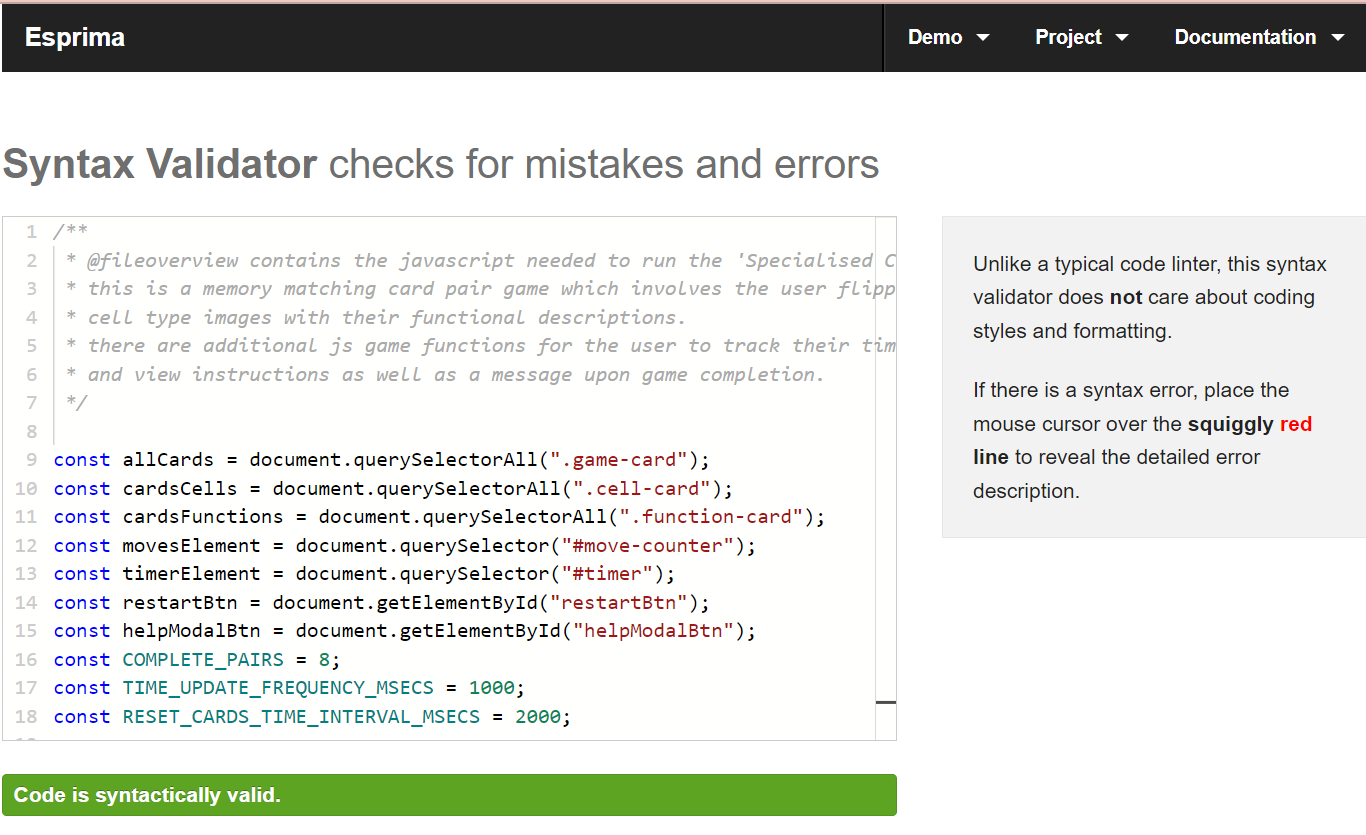 Esprima
Demo
Project
Documentation
Syntax Validator checks for mistakes and errors
1 /**
2 * @fileoverview contains the javascript needed to run the 'Specialised C
3 * this is a memory matching card pair game which involves the user flipp
4 * cell type images with their functional descriptions.
5 * there are additional js game functions for the user to track their tim
6 * and view instructions as well as a message upon game completion.
7 */
8
9 const allCards = document.querySelectorAll(".game-card");
10 const cardsCells = document.querySelectorAll(".cell-card");
11 const cardsFunctions = document.querySelectorAll(".function-card");
12 const movesElement = document.querySelector("#move-counter");
13 const timerElement = document.querySelector("#timer");
14 const restartBtn = document.getElementById("restartBtn");
15 const helpModalBtn = document.getElementById("helpModalBtn");
16 const COMPLETE_PAIRS = 8;
17 const TIME_UPDATE_FREQUENCY_MSECS = 1000;
18 const RESET_CARDS_TIME_INTERVAL_MSECS = 2000;
Code is syntactically valid.
Unlike a typical code linter, this syntax
validator does not care about coding
styles and formatting.
If there is a syntax error, place the
mouse cursor over the squiggly red
line to reveal the detailed error
description.